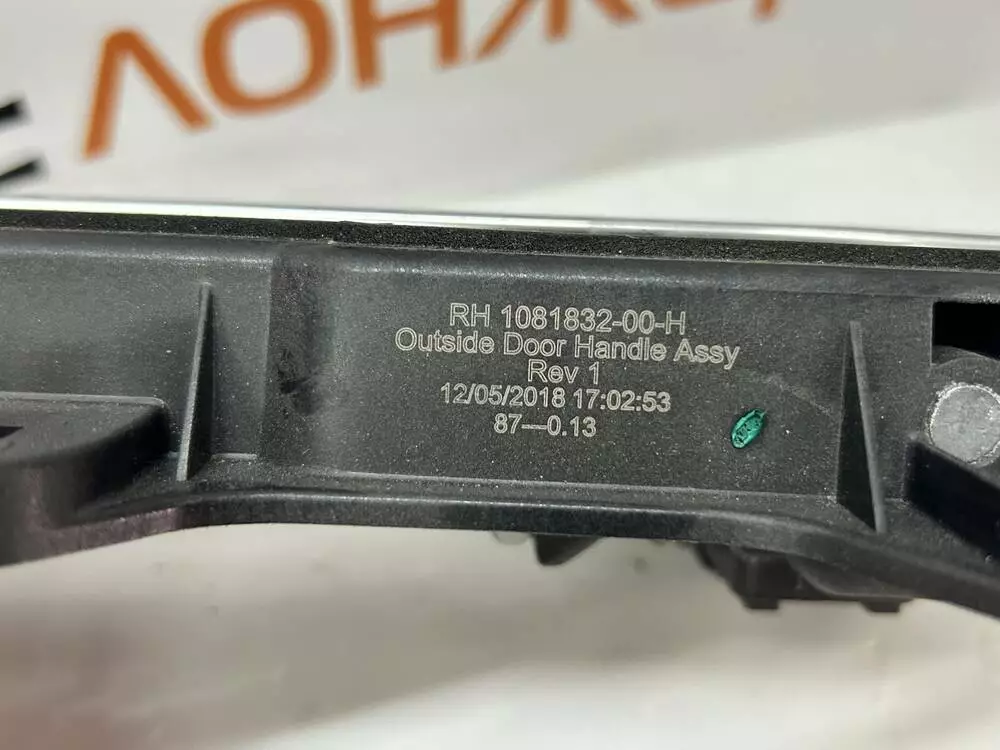 RH 1081832-00-H
Outside Door Handle Assy
Rev 1
12/05/2018 17:02:53
87—0.13